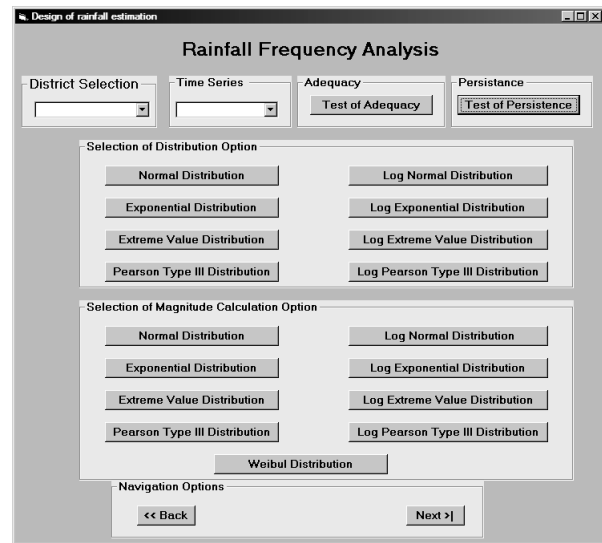 Design of rainfall estimation
Rainfall Frequency Analysis
District Selection
Time Series
Adequacy
Test of Adequacy
Persistance
Test of Persistence
Selection of Distribution Option
Normal Distribution
Log Normal Distribution
Exponential Distribution
Log Exponential Distribution
Extreme Value Distribution
Log Extreme Value Distribution
Pearson Type III Distribution
Log Pearson Type III Distribution
Selection of Magnitude Calculation Option
Normal Distribution
Log Normal Distribution
Exponential Distribution
Log Exponential Distribution
Extreme Value Distribution
Log Extreme Value Distribution
Pearson Type III Distribution
Log Pearson Type III Distribution
Weibul Distribution
Navigation Options
<< Back
Next >|